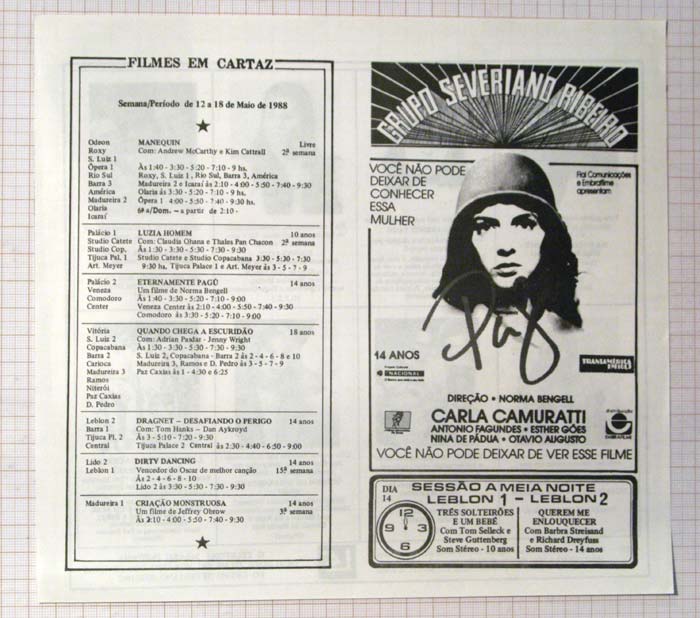 FILMES EM CARTAZ
Semana/Período de 12 a 18 de Maio de 1988
Odeon MANEQUIN Livre
Roxy Com: Andrew McCarthy e Kim Cattrall 2ª semana
S. Luiz 1
Ópera 1 Às 1:40 - 3:30 - 5:20 - 7:10 - 9 hs.
Rio Sul Roxy, S. Luiz 1, Rio Sul, Barra 3, América
Barra 3 Madureira 2 e Icaraí às 2:10 - 4:00 - 5:50 - 7:40 - 9:30
América Olaria às 3:30 - 5:20 - 7:10 - 9 hs.
Madureira 2 Ópera 1 4:00 - 5:50 - 7:40 - 9:30 hs.
Olaria 6ª a/Dom. – a partir de 2:10 -
Icaraí
Palácio 1 LUZIA HOMEM 10 anos
Studio Catete Com: Claudia Ohana e Thales Pan Chacon 2ª semana
Studio Cop. Às 1:30 - 3:30 - 5:30 - 7:30 - 9:30
Tijuca Pal. 1 Studio Catete e Studio Copacabana 3:30 - 5:30 - 7:30
Art. Meyer 9:30 hs, Tijuca Palace 1 e Art. Meyer às 3 - 5 - 7 - 9
Palácio 2 ETERNAMENTE PAGÚ 14 anos
Veneza Um filme de Norma Bengell
Comodoro Às 1:40 - 3:30 - 5:20 - 7:10 - 9:00
Center Veneza Center às 2:10 - 4:00 - 5:50 - 7:40 - 9:30
Comodoro às 3:30 - 5:20 - 7:10 - 9:00
Vitória QUANDO CHEGA A ESCURIDÃO 18 anos
S. Luiz 2 Com: Adrian Pasdar - Jenny Wright
Copacabana Às 1:30 - 3:30 - 5:30 - 7:30 - 9:30
Barra 2 S. Luiz 2, Copacabana - Barra 2 às 2 - 4 - 6 - 8 e 10
Carioca Madureira 3, Ramos e D. Pedro às 3 - 5 - 7 - 9
Madureira 3 Paz Caxias às 1 - 4:30 e 6:25
Ramos
Niterói
Paz Caxias
D. Pedro
Leblon 2 DRAGNET – DESAFIANDO O PERIGO 14 anos
Barra 1 Com: Tom Hanks – Dan Aykroyd
Tijuca Pl. 2 Às 3 - 5:10 - 7:20 - 9:30
Central Tijuca Palace 2 Central às 2:30 - 4:40 - 6:50 - 9:00
Lido 2 DIRTY DANCING 14 anos
Leblon 1 Vencedor do Oscar de melhor canção 15ª semana
Às 2 - 4 - 6 - 8 - 10
Lido 2 às 3:30 - 5:30 - 7:30 - 9:30
Madureira 1 CRIAÇÃO MONSTRUOSA 14 anos
Um filme de Jeffrey Obrow 3ª semana
Às 2:10 - 4:00 - 5:50 - 7:40 - 9:30
GRUPO SEVERIANO RIBEIRO
VOCÊ NÃO PODE
DEIXAR DE
CONHECER
ESSA
MULHER
Flai Comunicações
e Embrafilme
apresentam
Pagú
14 ANOS
NACIONAL
TRANSAMÉRICA
DIREÇÃO • NORMA BENGELL
CARLA CAMURATTI
ANTONIO FAGUNDES • ESTHER GÓES
NINA DE PÁDUA • OTAVIO AUGUSTO
distribuição
EMBRAFILME
VOCÊ NÃO PODE DEIXAR DE VER ESSE FILME
DIA
14
12
9 3
6
SESSÃO A MEIA NOITE
LEBLON 1 – LEBLON 2
TRÊS SOLTEIRÕES
E UM BEBÊ
Com Tom Selleck e
Steve Guttenberg
Som Stéreo - 10 anos
QUEREM ME
ENLOUQUECER
Com Barbra Streisand
e Richard Dreyfuss
Som Stéreo - 14 anos